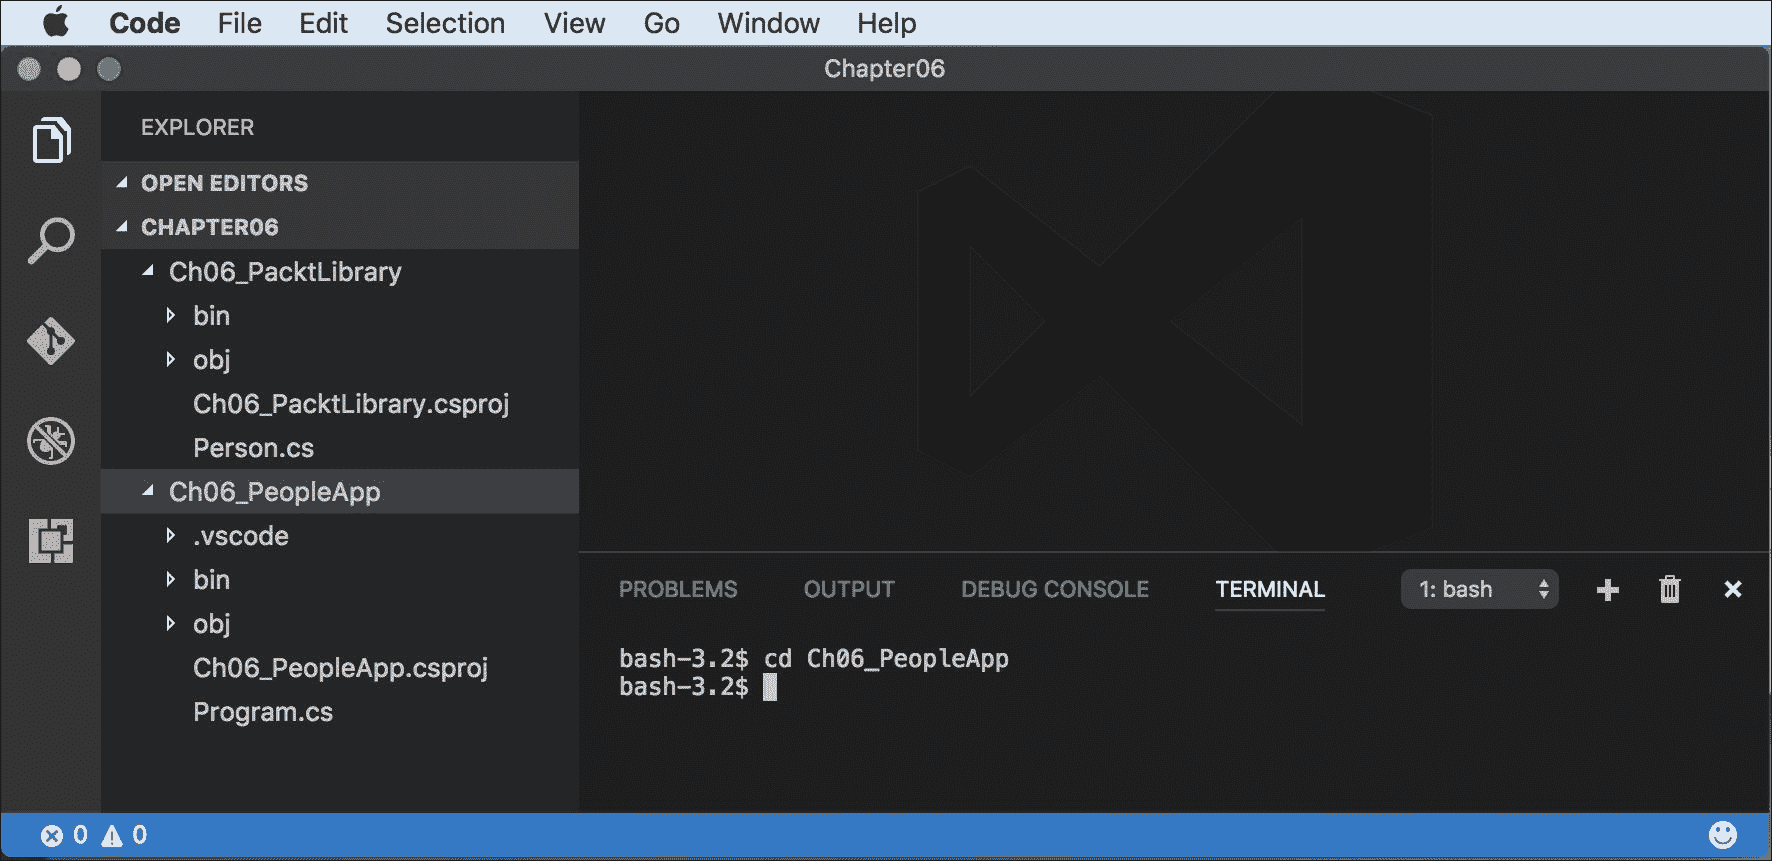 Code File Edit Selection View Go Window Help
Chapter06
EXPLORER
OPEN EDITORS
CHAPTER06
Ch06_PacktLibrary
bin
obj
Ch06_PacktLibrary.csproj
Person.cs
Ch06_PeopleApp
.vscode
bin
obj
Ch06_PeopleApp.csproj
Program.cs
PROBLEMS OUTPUT DEBUG CONSOLE TERMINAL 1: bash
bash-3.2$ cd Ch06_PeopleApp
bash-3.2$
0 0